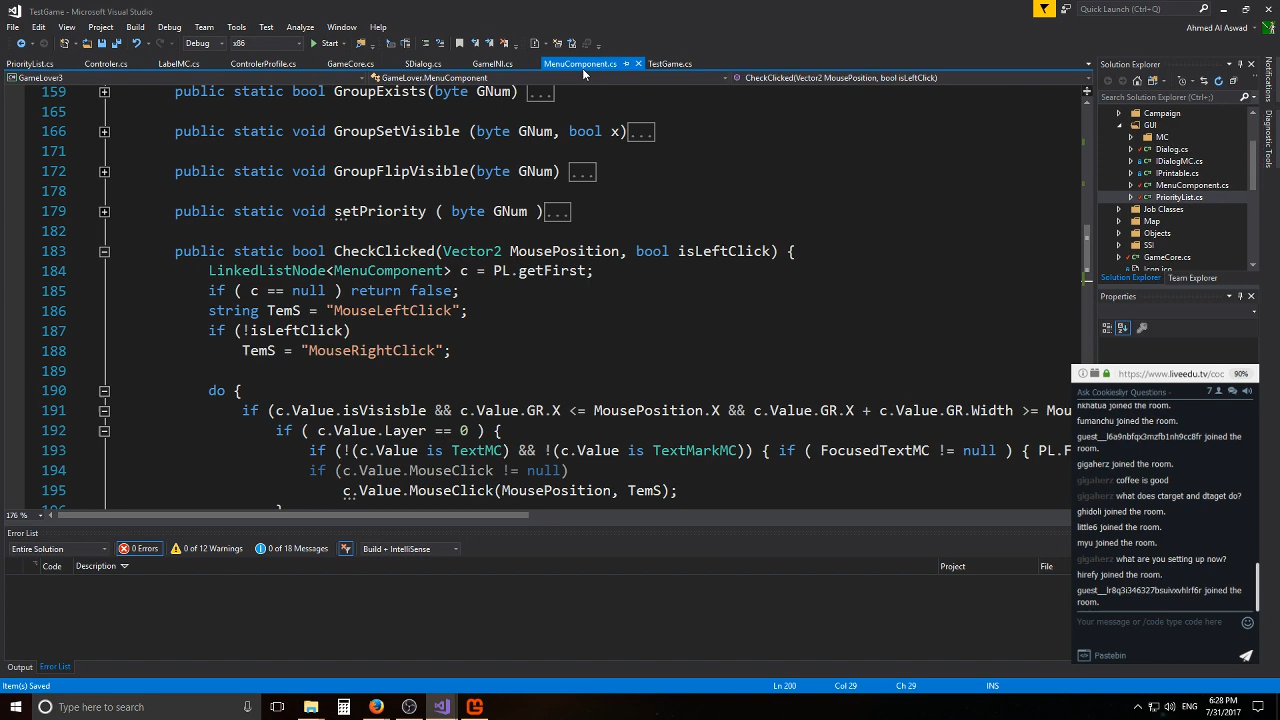 TestGame - Microsoft Visual Studio
Quick Launch (Ctrl+Q)
File Edit View Project Build Debug Team Tools Test Analyze Window Help
Ahmed Al Aswad
Debug x86 Start
PriorityList.cs Controler.cs LabelMC.cs ControlerProfile.cs GameCore.cs SDialog.cs GameINI.cs MenuComponent.cs TestGame.cs
GameLover3 GameLover.MenuComponent CheckClicked(Vector2 MousePosition, bool isLeftClick)
159 public static bool GroupExists(byte GNum) ...
165
166 public static void GroupSetVisible (byte GNum, bool x)...
171
172 public static void GroupFlipVisible(byte GNum) ...
178
179 public static void setPriority ( byte GNum )...
182
183 public static bool CheckClicked(Vector2 MousePosition, bool isLeftClick) {
184 LinkedListNode<MenuComponent> c = PL.getFirst;
185 if ( c == null ) return false;
186 string TemS = "MouseLeftClick";
187 if (!isLeftClick)
188 TemS = "MouseRightClick";
189
190 do {
191 if (c.Value.isVisible && c.Value.GR.X <= MousePosition.X && c.Value.GR.X + c.Value.GR.Width >= Mou
192 if ( c.Value.Layer == 0 ) {
193 if (!(c.Value is TextMC) && !(c.Value is TextMarkMC)) { if ( FocusedTextMC != null ) { PL.F
194 if (c.Value.MouseClick != null)
195 c.Value.MouseClick(MousePosition, TemS);
196 }
176 %
Error List
Entire Solution 0 Errors 0 of 12 Warnings 0 of 18 Messages Build + IntelliSense
Code Description Project File
Output Error List
Item(s) Saved Ln 200 Col 29 Ch 29 INS
Solution Explorer
Search Solution Explorer (Ctrl+;)
Campaign
GUI
MC
Dialog.cs
IDialogMC.cs
IPrintable.cs
MenuComponent.cs
PriorityList.cs
Job Classes
Map
Objects
SSI
GameCore.cs
Icon.ico
Solution Explorer Team Explorer
Properties
Notifications
Diagnostic Tools
https://www.liveedu.tv/coc 90%
Ask Cookieslyr Questions - 7
nkhatua joined the room.
fumanchu joined the room.
guest__l6a9nbfqx3mzfb1nh9cc8fr joined the
room.
gigaherz joined the room.
gigaherz coffee is good
gigaherz what does ctarget and dtaget do?
ghidoli joined the room.
little6 joined the room.
myu joined the room.
gigaherz what are you setting up now?
hirefy joined the room.
guest__lr8q3i346327bsuivxvhlrf6r joined the
room.
Your message or /code type code here
Pastebin
Type here to search
6:28 PM
7/31/2017